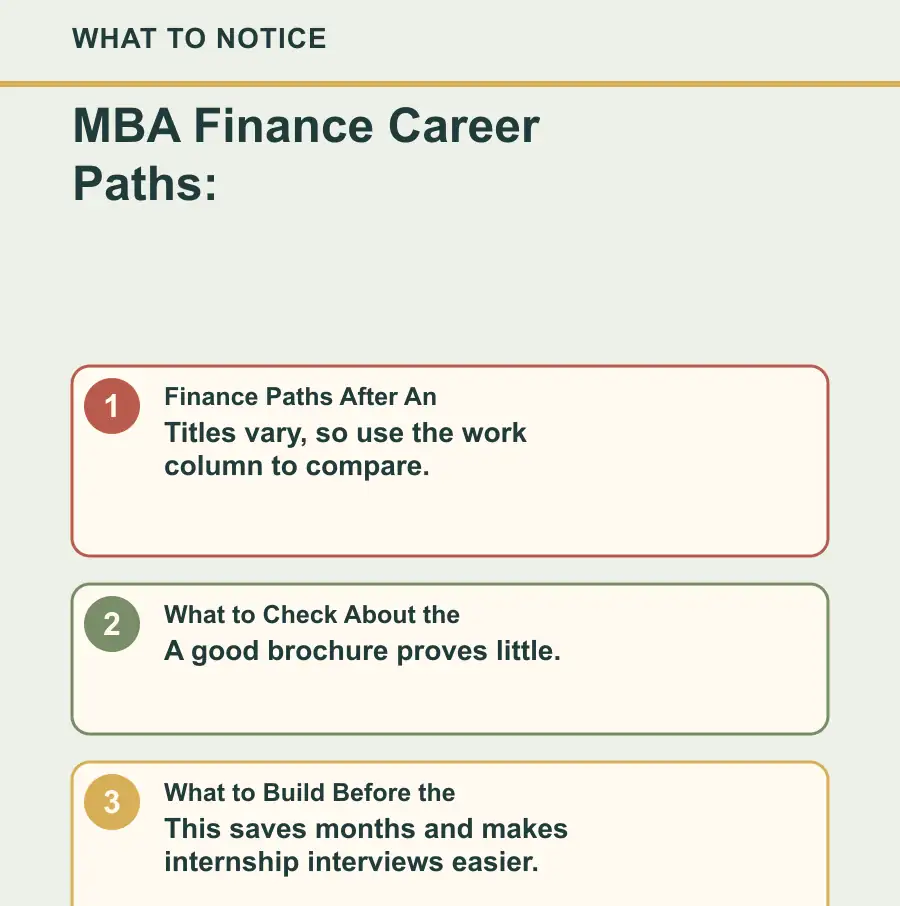 WHAT TO NOTICE
MBA Finance Career
Paths:
1
Finance Paths After An
Titles vary, so use the work
column to compare.
2
What to Check About the
A good brochure proves little.
3
What to Build Before the
This saves months and makes
internship interviews easier.